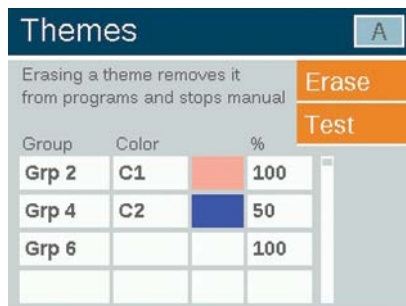 Themes A
Erasing a theme removes it
from programs and stops manual
Erase
Test
Group Color %
Grp 2 C1 100
Grp 4 C2 50
Grp 6 100